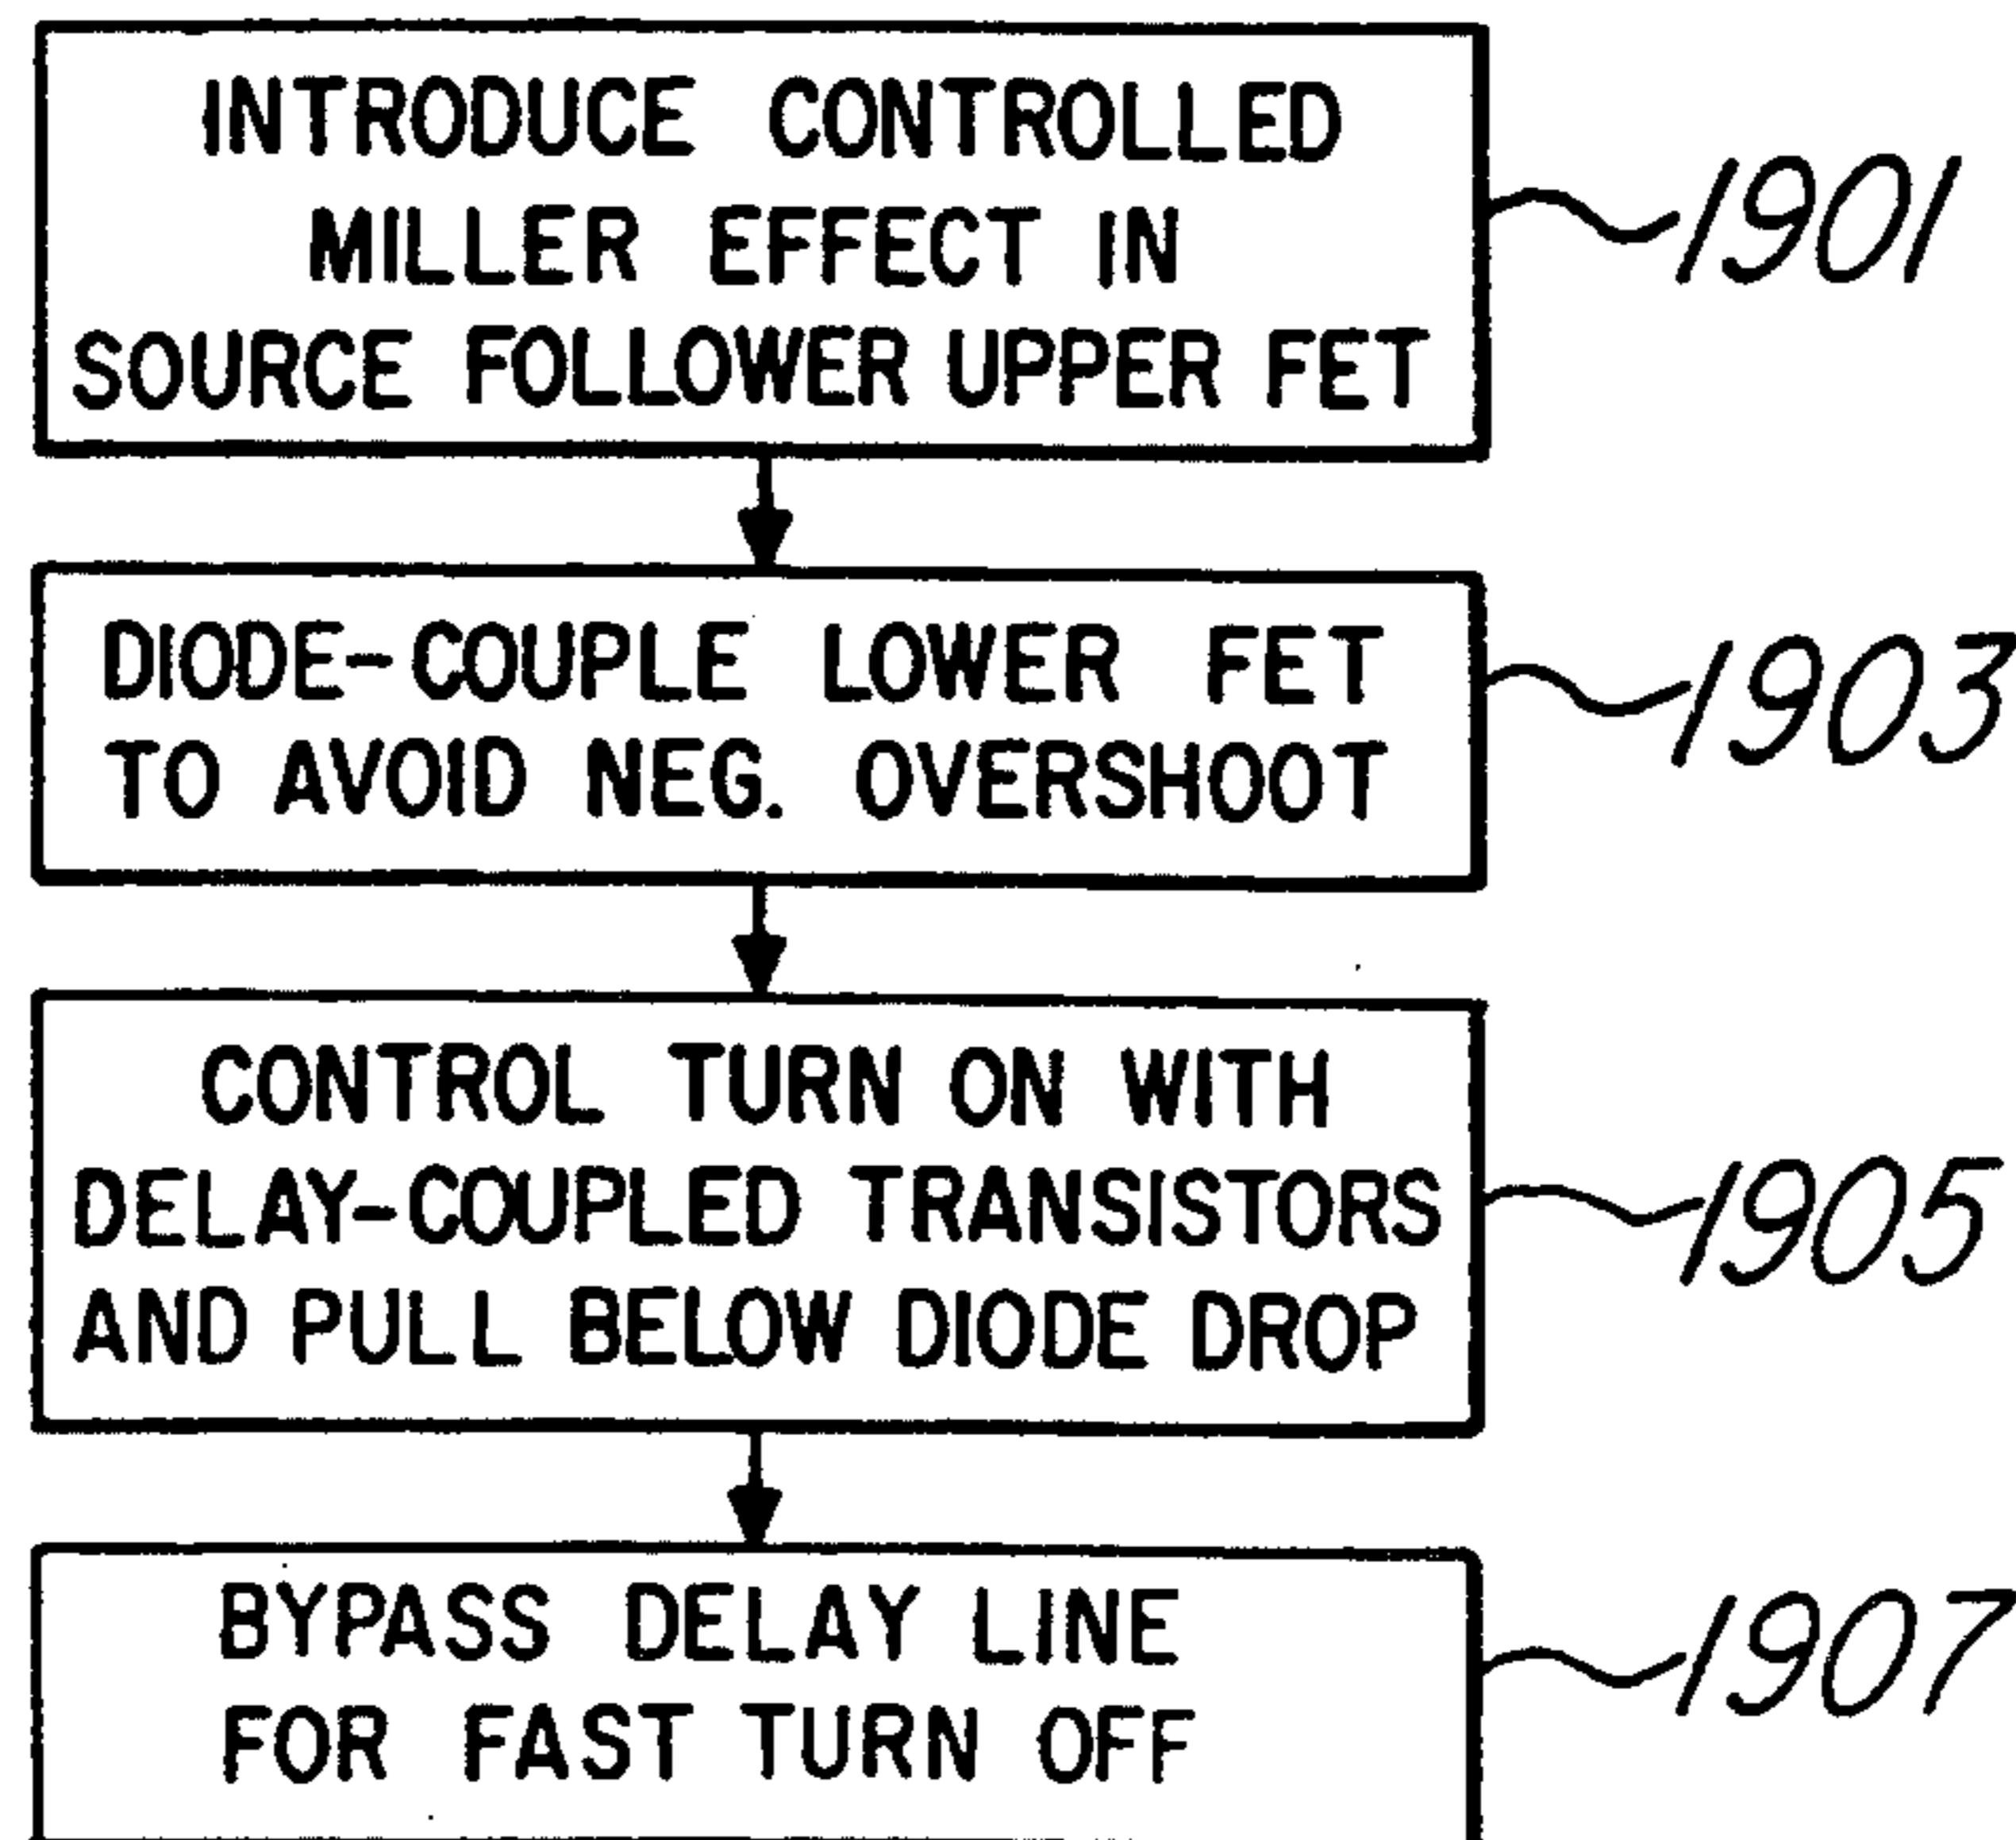 INTRODUCE CONTROLLED
MILLER EFFECT IN
SOURCE FOLLOWER UPPER FET
1901
DIODE-COUPLE LOWER FET
TO AVOID NEG. OVERSHOOT
1903
CONTROL TURN ON WITH
DELAY-COUPLED TRANSISTORS
AND PULL BELOW DIODE DROP
1905
BYPASS DELAY LINE
FOR FAST TURN OFF
1907